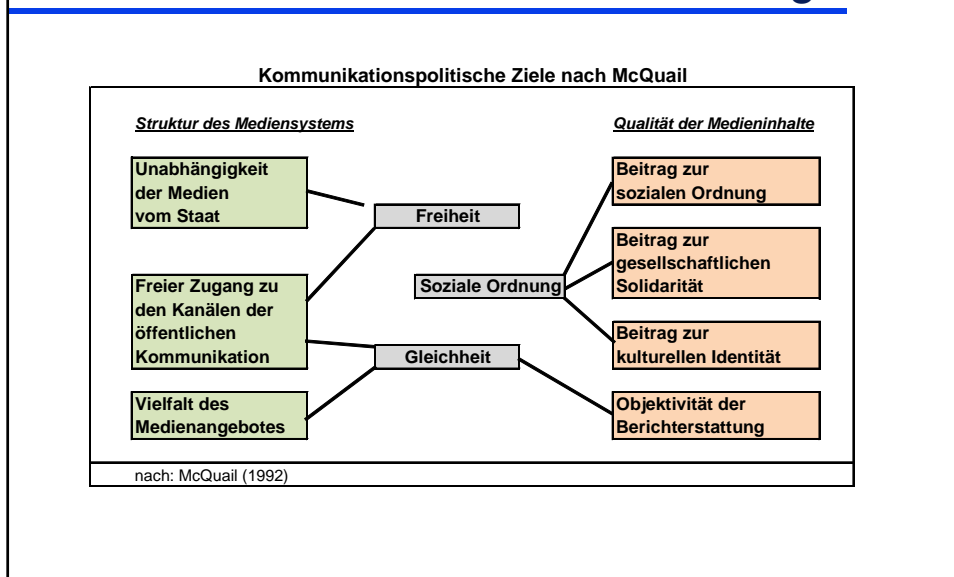 Kommunikationspolitische Ziele nach McQuail
Struktur des Mediensystems
Qualität der Medieninhalte
Unabhängigkeit
der Medien
vom Staat
Freier Zugang zu
den Kanälen der
öffentlichen
Kommunikation
Vielfalt des
Medienangebotes
Freiheit
Soziale Ordnung
Gleichheit
Beitrag zur
sozialen Ordnung
Beitrag zur
gesellschaftlichen
Solidarität
Beitrag zur
kulturellen Identität
Objektivität der
Berichterstattung
nach: McQuail (1992)